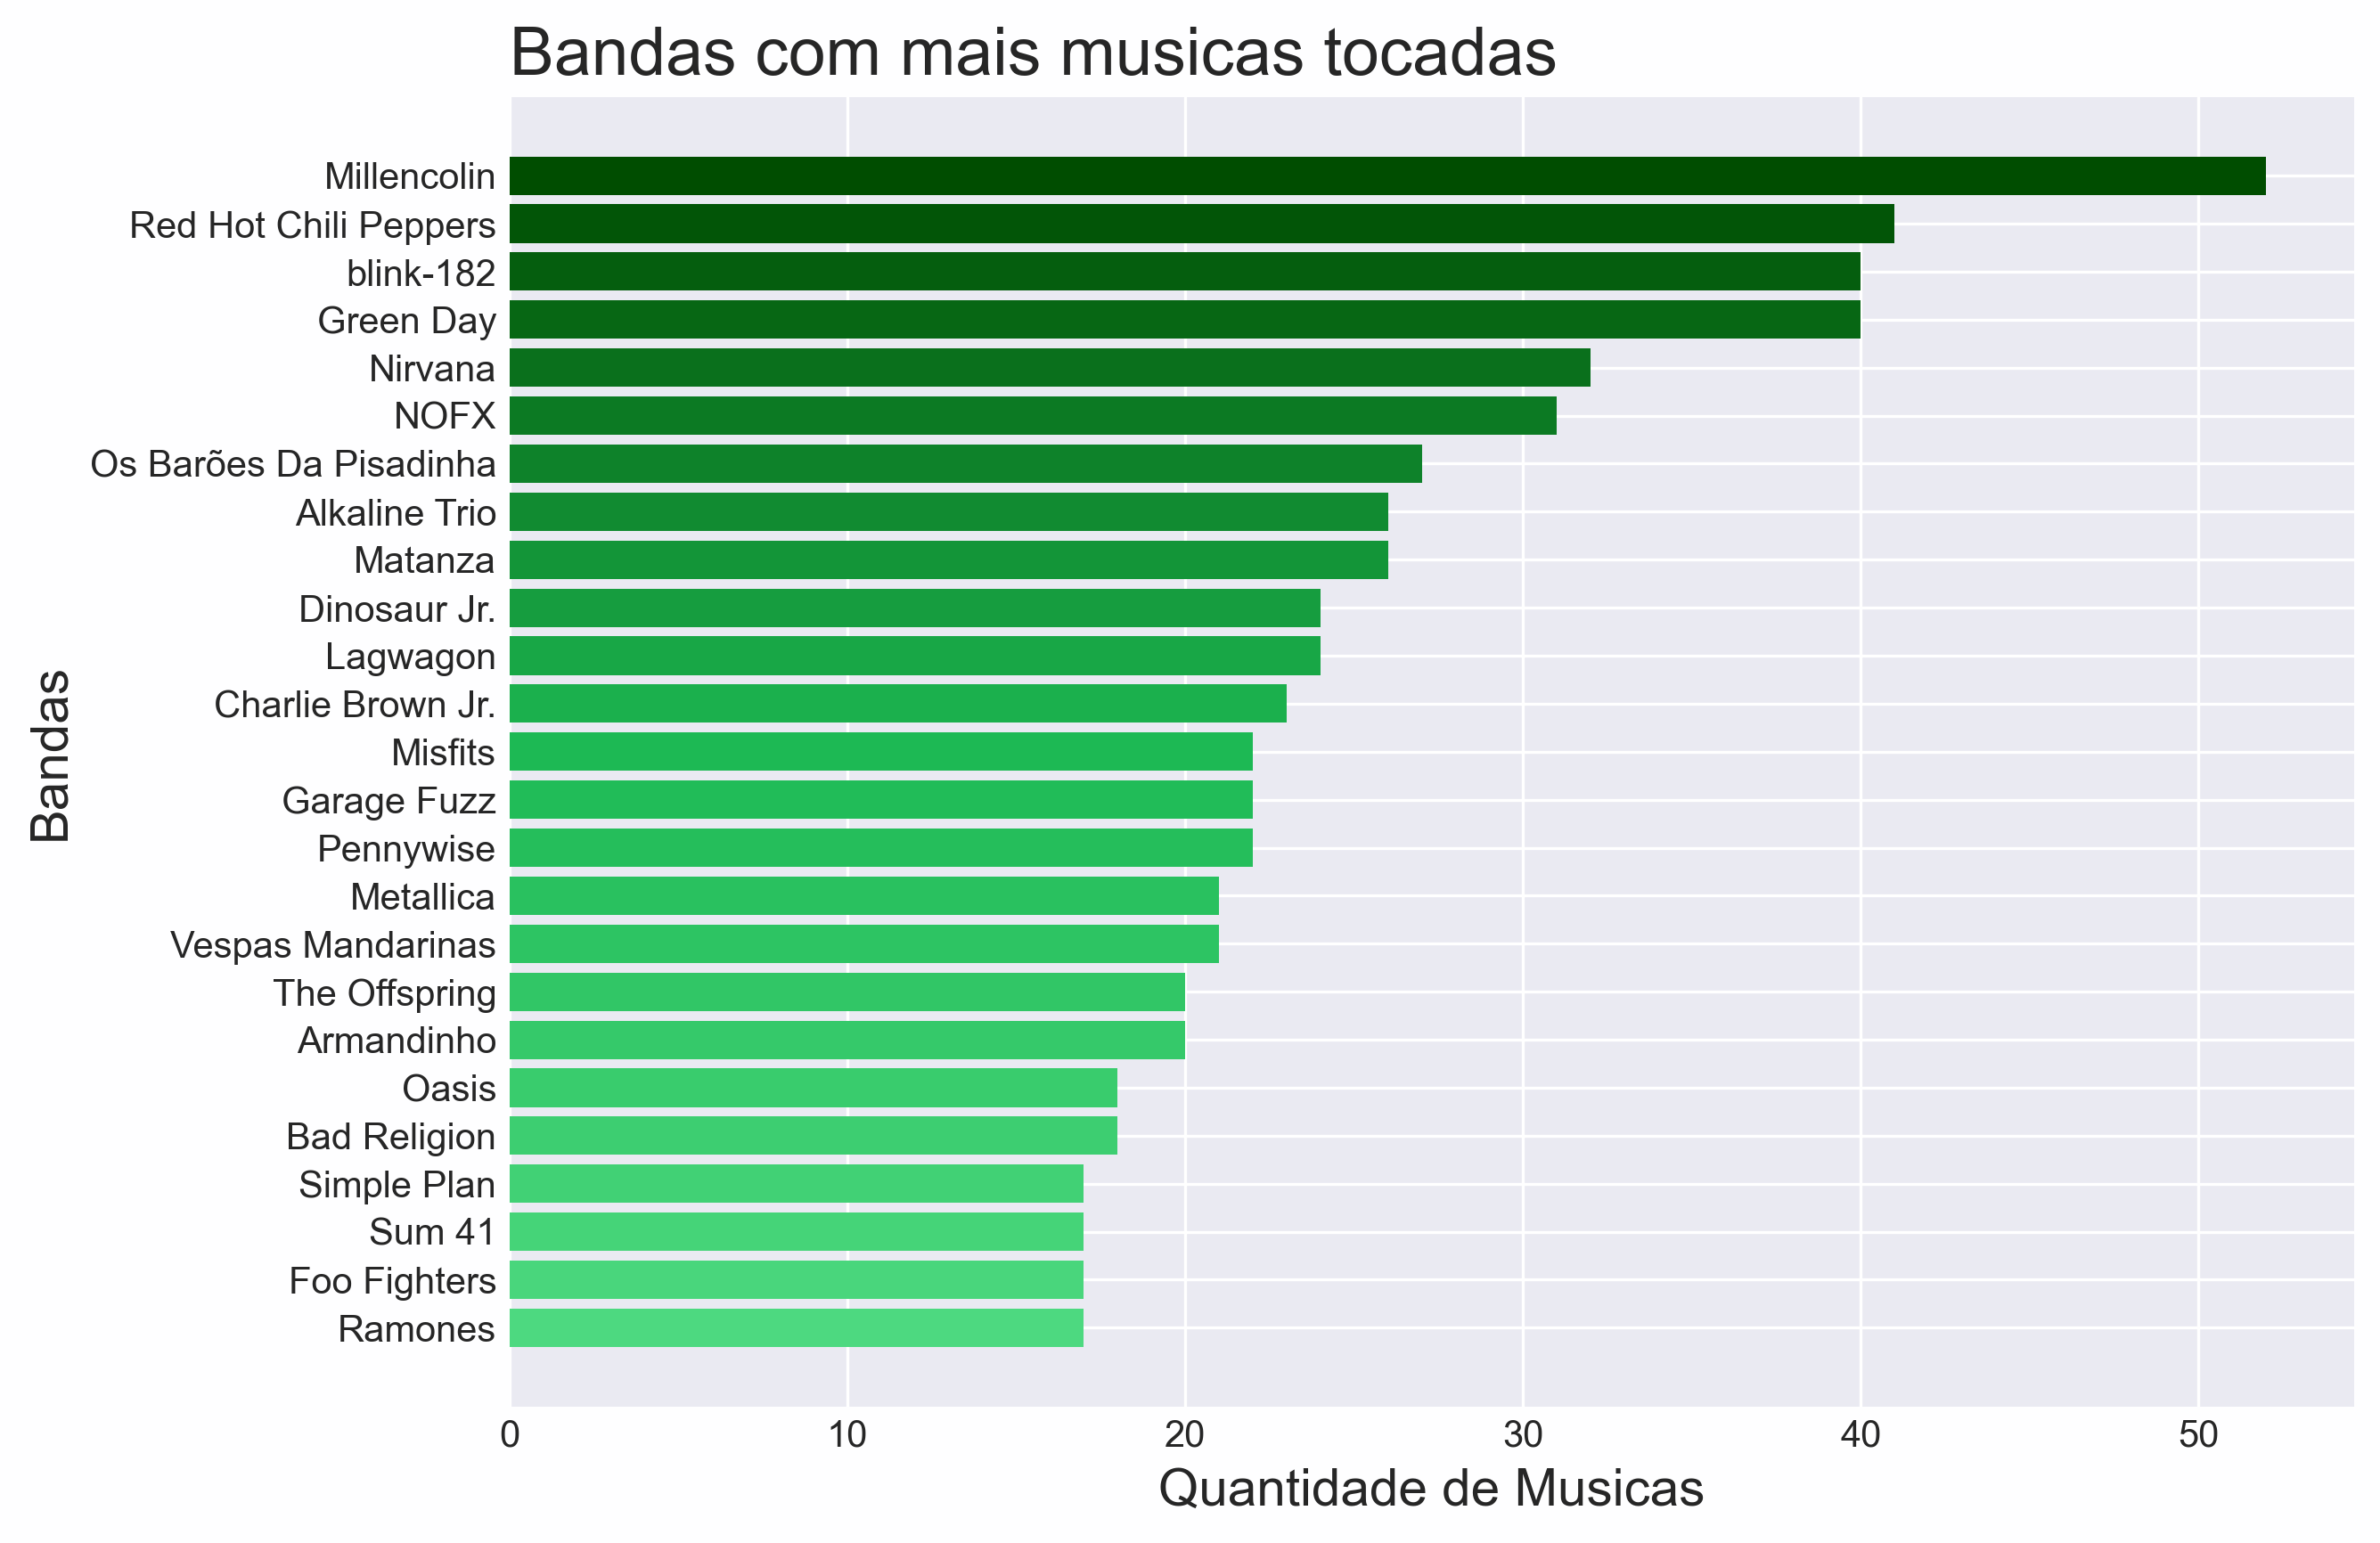 Bandas com mais musicas tocadas
Bandas
Millencolin
Red Hot Chili Peppers
blink-182
Green Day
Nirvana
NOFX
Os Barões Da Pisadinha
Alkaline Trio
Matanza
Dinosaur Jr.
Lagwagon
Charlie Brown Jr.
Misfits
Garage Fuzz
Pennywise
Metallica
Vespas Mandarinas
The Offspring
Armandinho
Oasis
Bad Religion
Simple Plan
Sum 41
Foo Fighters
Ramones
0 10 20 30 40 50
Quantidade de Musicas